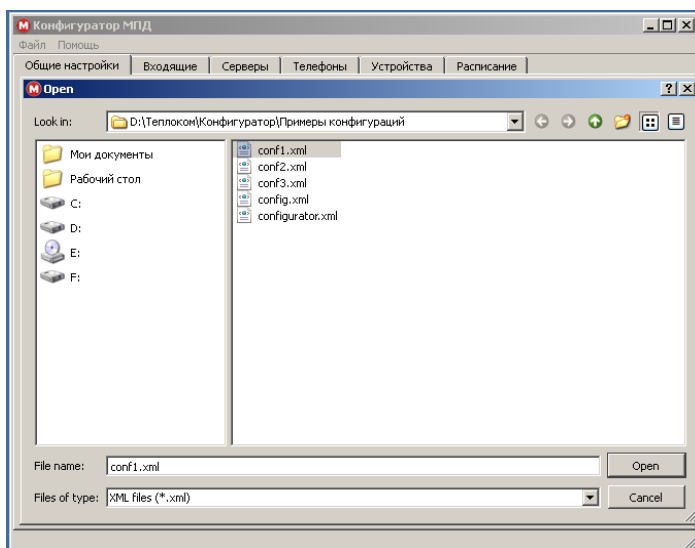 Конфигуратор МПД
Файл Помощь
Общие настройки Входящие Серверы Телефоны Устройства Расписание
Open
Look in: D:\Теплоком\Конфигуратор\Примеры конфигураций
Мои документы
Рабочий стол
C:
D:
E:
F:
conf1.xml
conf2.xml
conf3.xml
config.xml
configurator.xml
File name: conf1.xml Open
Files of type: XML files (*.xml) Cancel